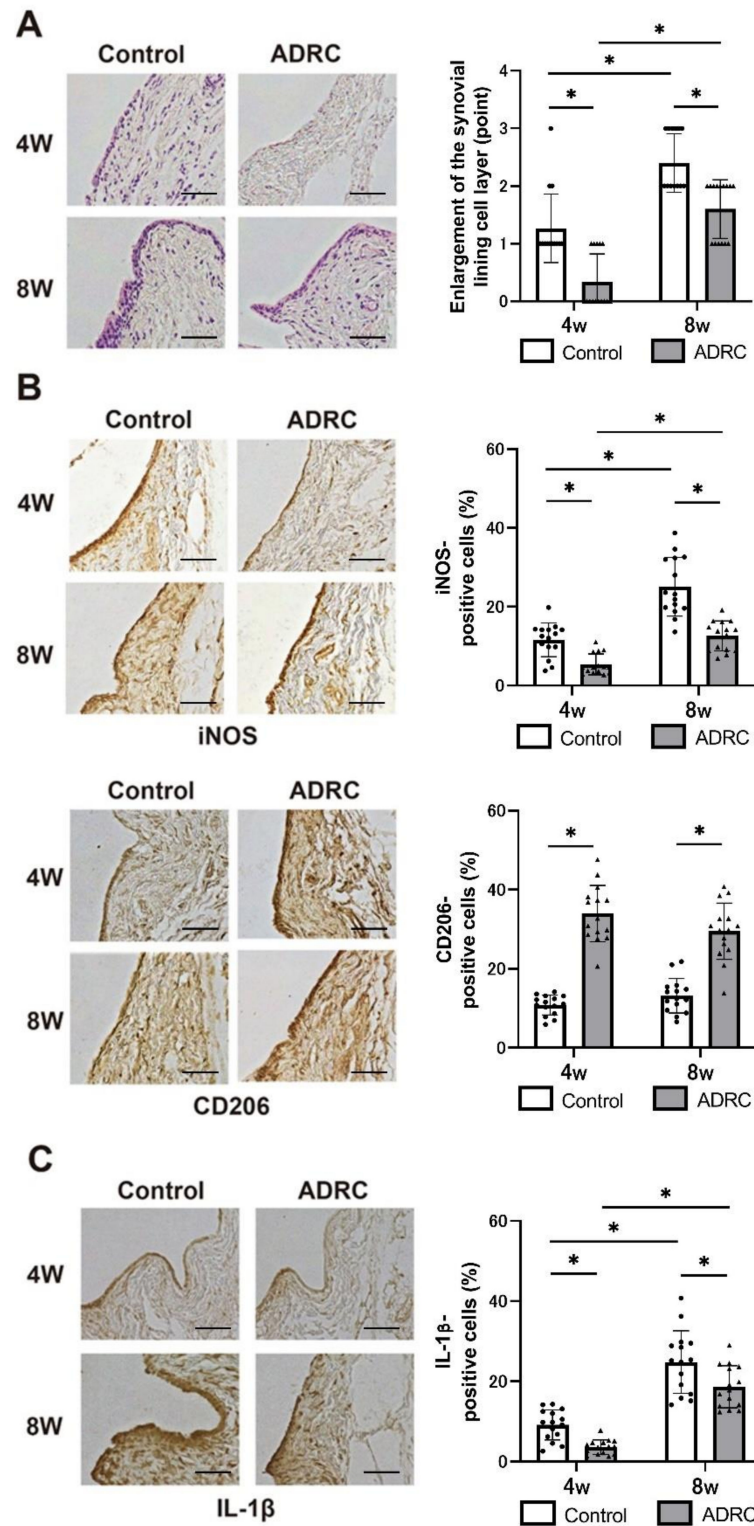 A
Control ADRC
4W
8W
Enlargement of the synovial
lining cell layer (point)
4
3
2
1
0
*
*
*
*
4w 8w
Control ADRC
B
Control ADRC
4W
8W
iNOS
iNOS-
positive cells (%)
60
40
20
0
*
*
*
*
4w 8w
Control ADRC
Control ADRC
4W
8W
CD206
CD206-
positive cells (%)
60
40
20
0
*
*
4w 8w
Control ADRC
C
Control ADRC
4W
8W
IL-1β
IL-1β-
positive cells (%)
60
40
20
0
*
*
*
*
4w 8w
Control ADRC